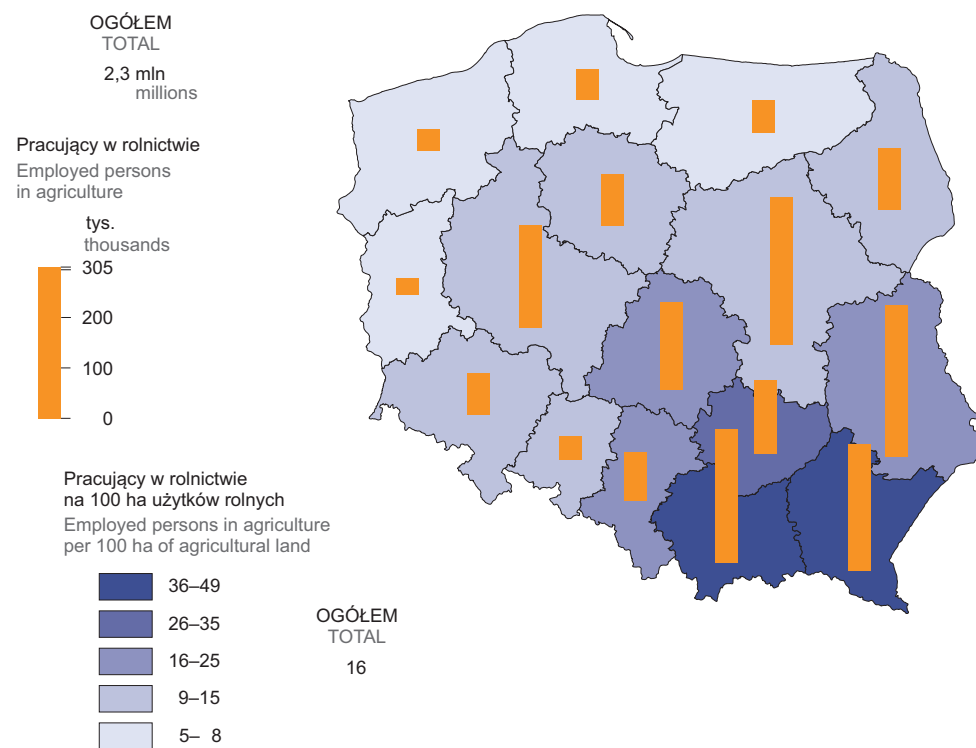 OGÓŁEM
TOTAL
2,3 mln
millions
Pracujący w rolnictwie
Employed persons
in agriculture
tys.
thousands
305
200
100
0
Pracujący w rolnictwie
na 100 ha użytków rolnych
Employed persons in agriculture
per 100 ha of agricultural land
36–49
26–35
16–25
9–15
5– 8
OGÓŁEM
TOTAL
16